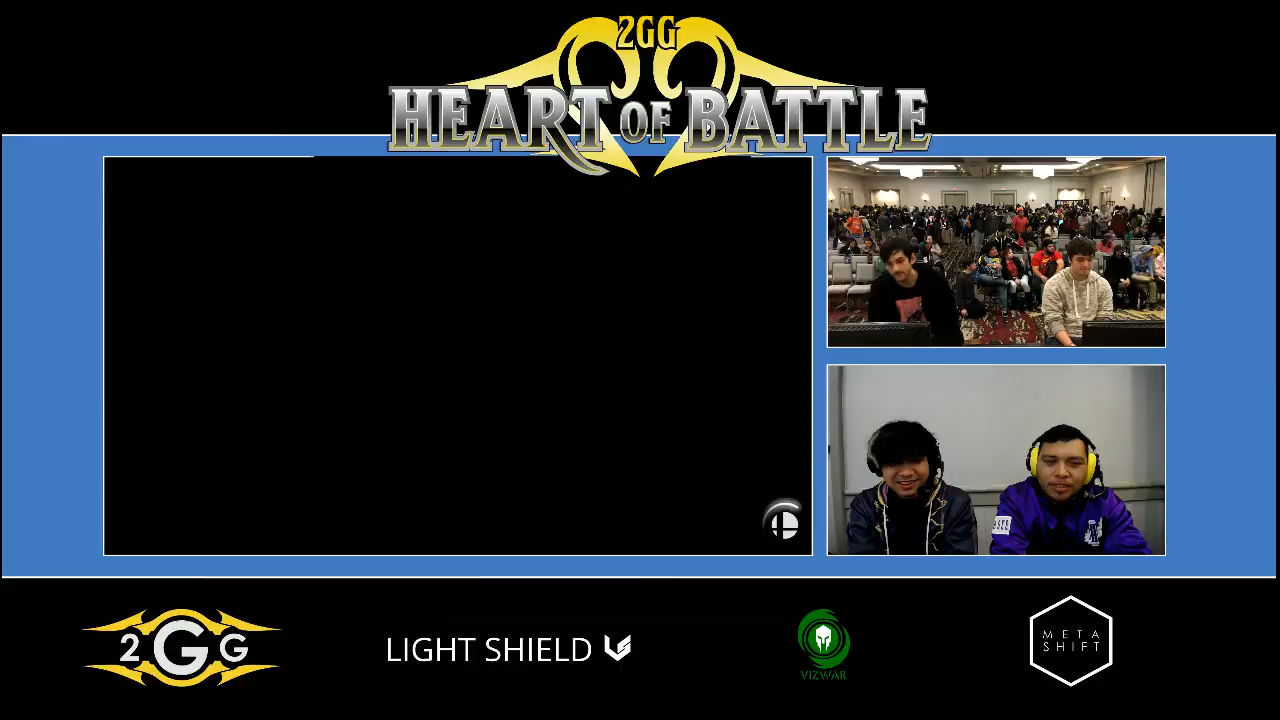 2GG
HEART OF BATTLE
2GG
LIGHT SHIELD
VIZWAR
META
SHIFT